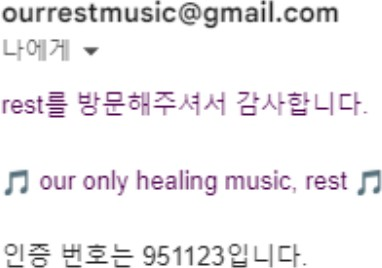 ourrestmusic@gmail.com
나에게
rest를 방문해주셔서 감사합니다.
🎵 our only healing music, rest 🎵
인증 번호는 951123입니다.